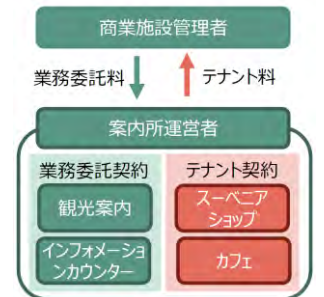 商業施設管理者
業務委託料 テナント料
案内所運営者
業務委託契約 テナント契約
観光案内
スーベニア
ショップ
インフォメーショ
ンカウンター
カフェ